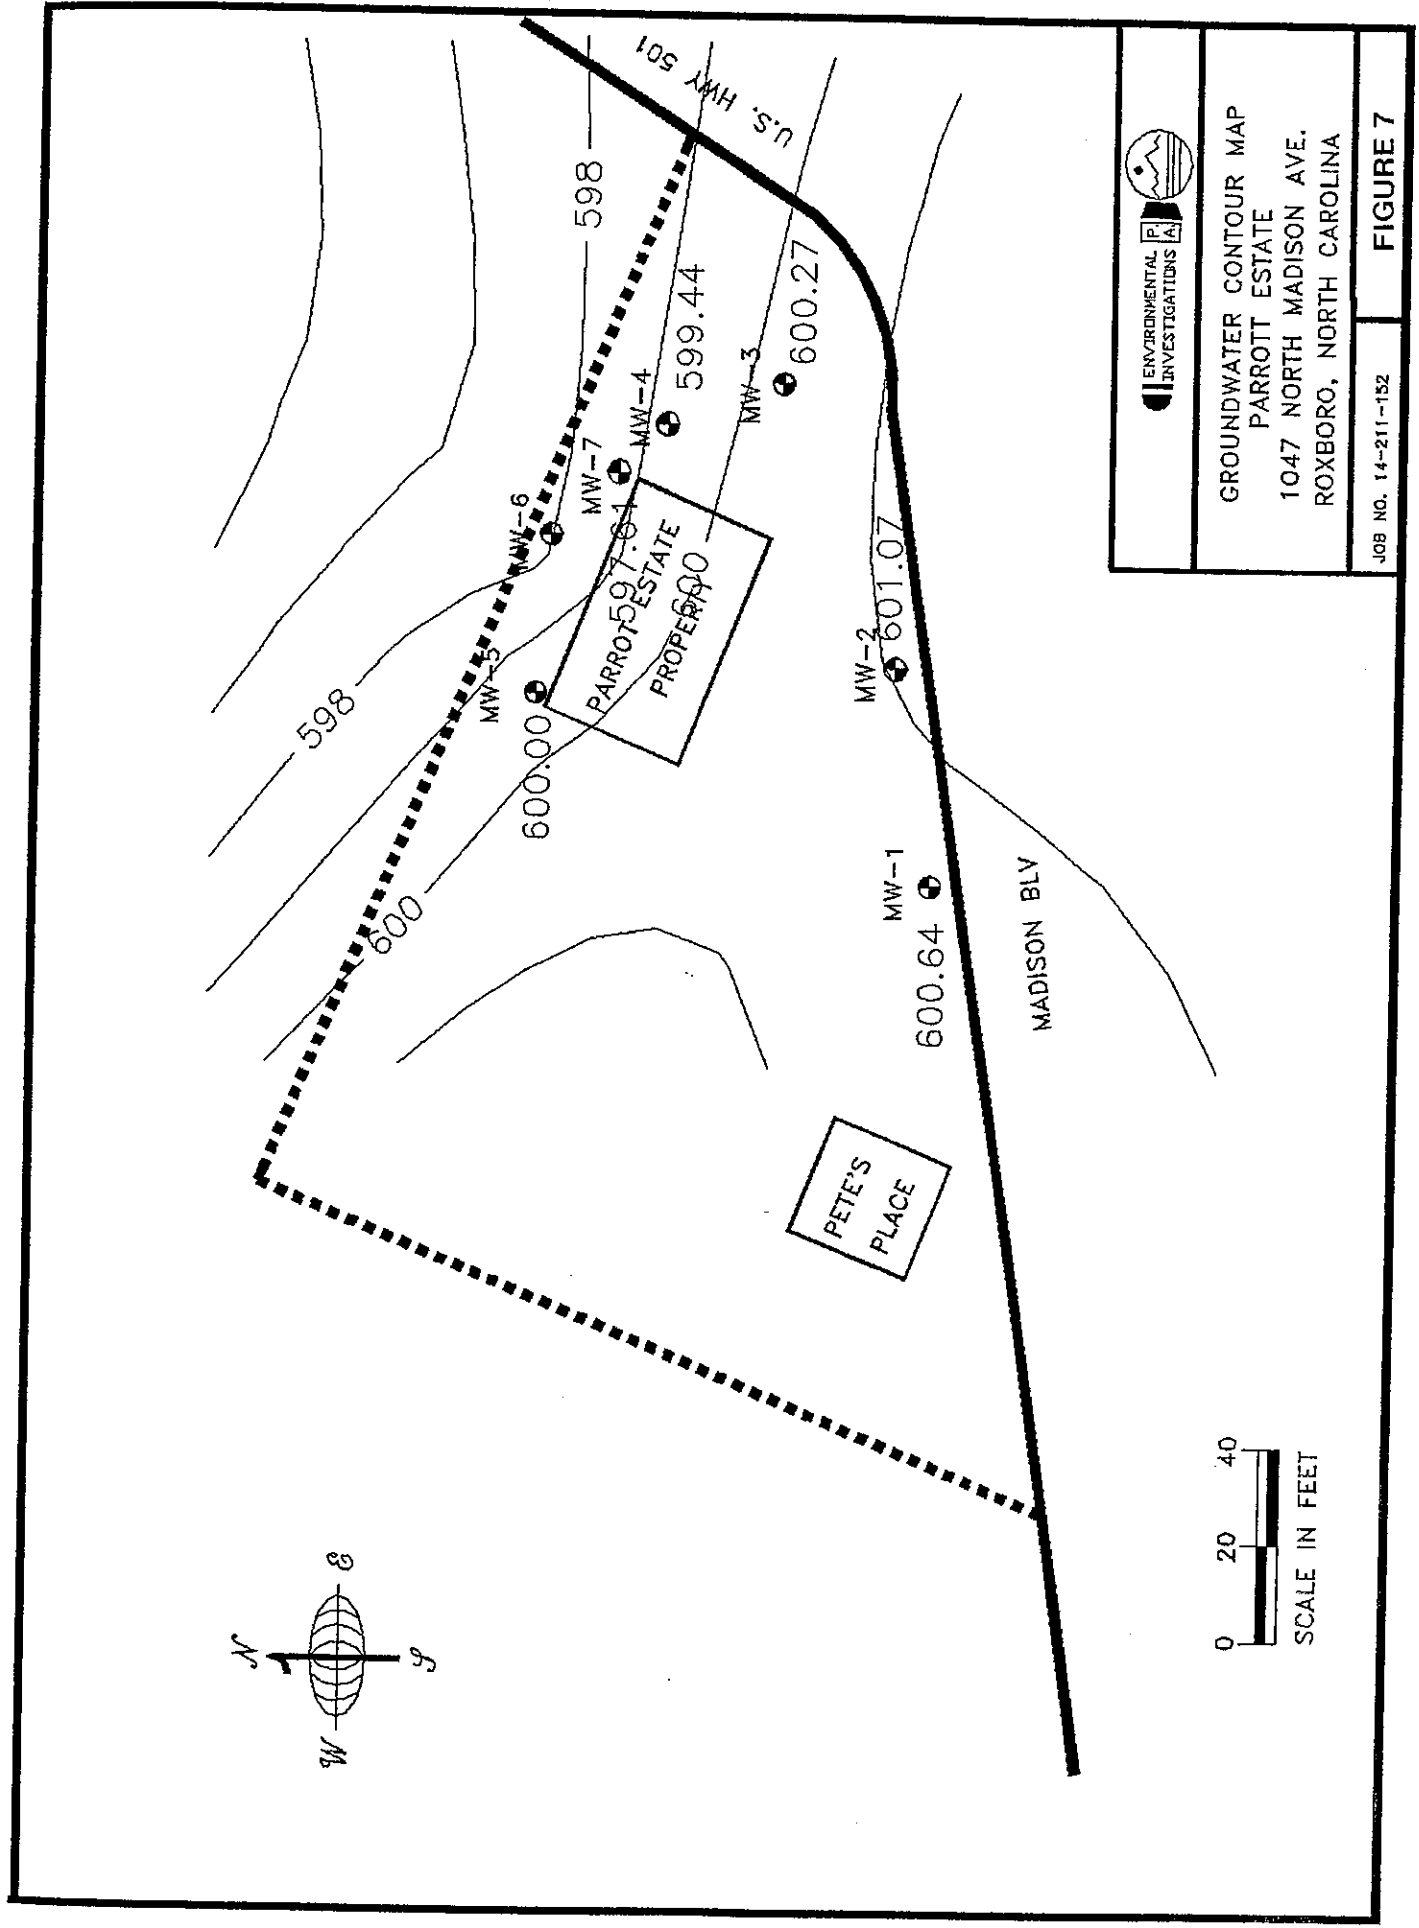 N
W
E
S
598
598
600
600
U.S. HWY 501
MW-6
MW-7
597.61
MW-4
599.44
MW-3
600.27
MW-5
600.00
PARROT ESTATE
PROPERTY
MW-2
601.07
MW-1
600.64
MADISON BLV
PETE'S
PLACE
0 20 40
SCALE IN FEET
ENVIRONMENTAL
INVESTIGATIONS
P.
A.
GROUNDWATER CONTOUR MAP
PARROTT ESTATE
1047 NORTH MADISON AVE.
ROXBORO, NORTH CAROLINA
JOB NO. 14-211-152
FIGURE 7